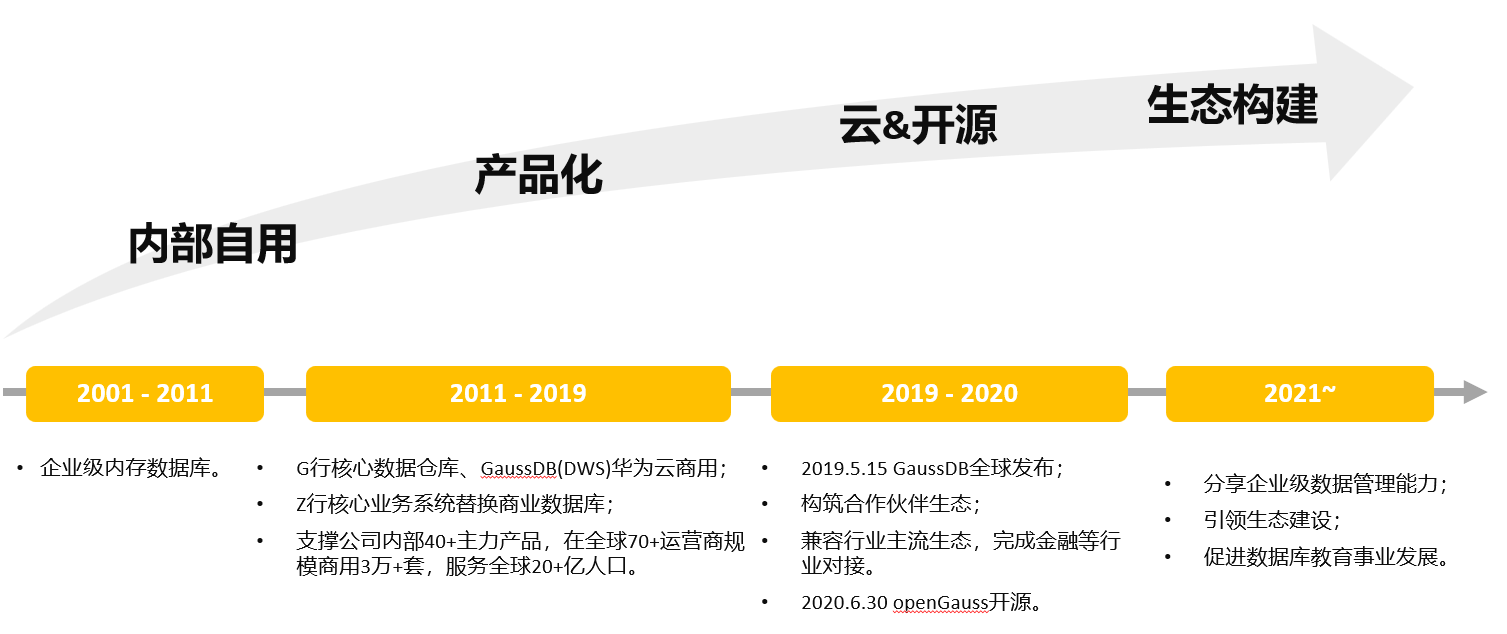 内部自用
产品化
云&开源
生态构建
2001 - 2011
2011 - 2019
2019 - 2020
2021~
• 企业级内存数据库。
• G行核心数据仓库、GaussDB(DWS)华为云商用；
• Z行核心业务系统替换商业数据库；
• 支撑公司内部40+主力产品，在全球70+运营商规
模商用3万+套，服务全球20+亿人口。
• 2019.5.15 GaussDB全球发布；
• 构筑合作伙伴生态；
• 兼容行业主流生态，完成金融等行
业对接。
• 2020.6.30 openGauss开源。
• 分享企业级数据管理能力；
• 引领生态建设；
• 促进数据库教育事业发展。